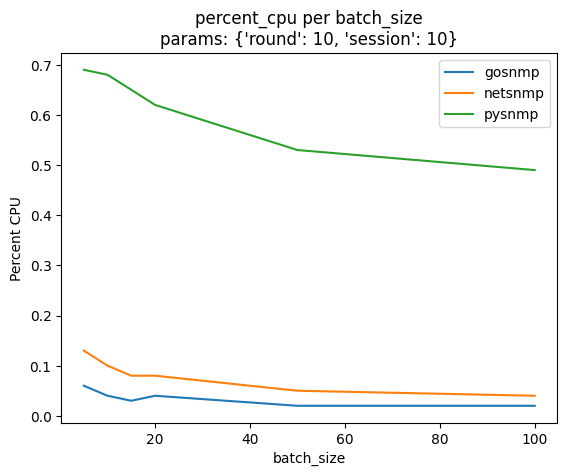 percent_cpu per batch_size
params: {'round': 10, 'session': 10}
gosnmp
netsnmp
pysnmp
Percent CPU
0.7
0.6
0.5
0.4
0.3
0.2
0.1
0.0
20
40
60
80
100
batch_size